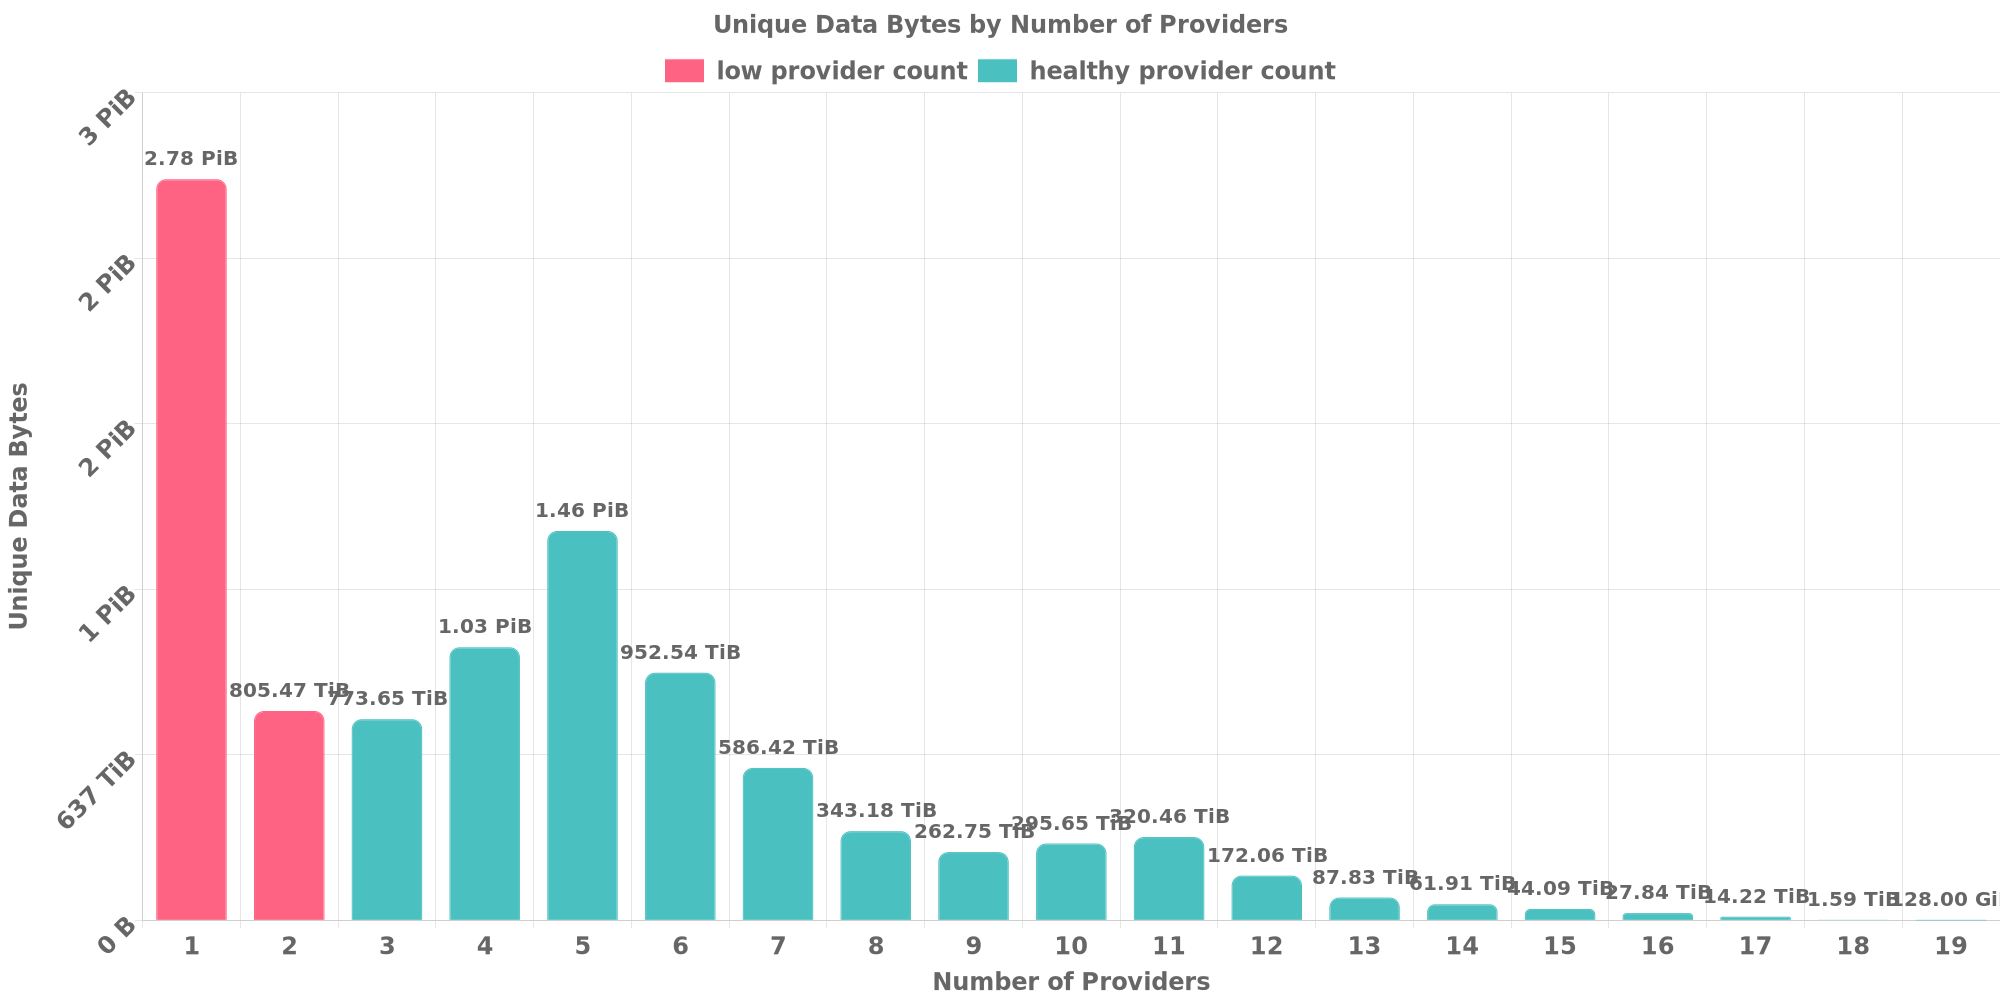 Unique Data Bytes by Number of Providers
low provider count healthy provider count
3 PiB
2 PiB
2 PiB
1 PiB
637 TiB
0 B
Unique Data Bytes
2.78 PiB
805.47 TiB
773.65 TiB
1.03 PiB
1.46 PiB
952.54 TiB
586.42 TiB
343.18 TiB
262.75 TiB
295.65 TiB
320.46 TiB
172.06 TiB
87.83 TiB
61.91 TiB
44.09 TiB
27.84 TiB
14.22 TiB
1.59 TiB
128.00 Gi
1 2 3 4 5 6 7 8 9 10 11 12 13 14 15 16 17 18 19
Number of Providers